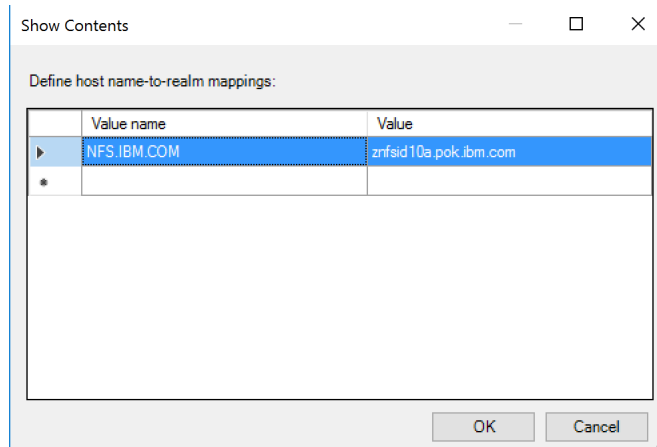 Show Contents
Define host name-to-realm mappings:
Value name Value
NFS.IBM.COM znfsid10a.pok.ibm.com
OK Cancel